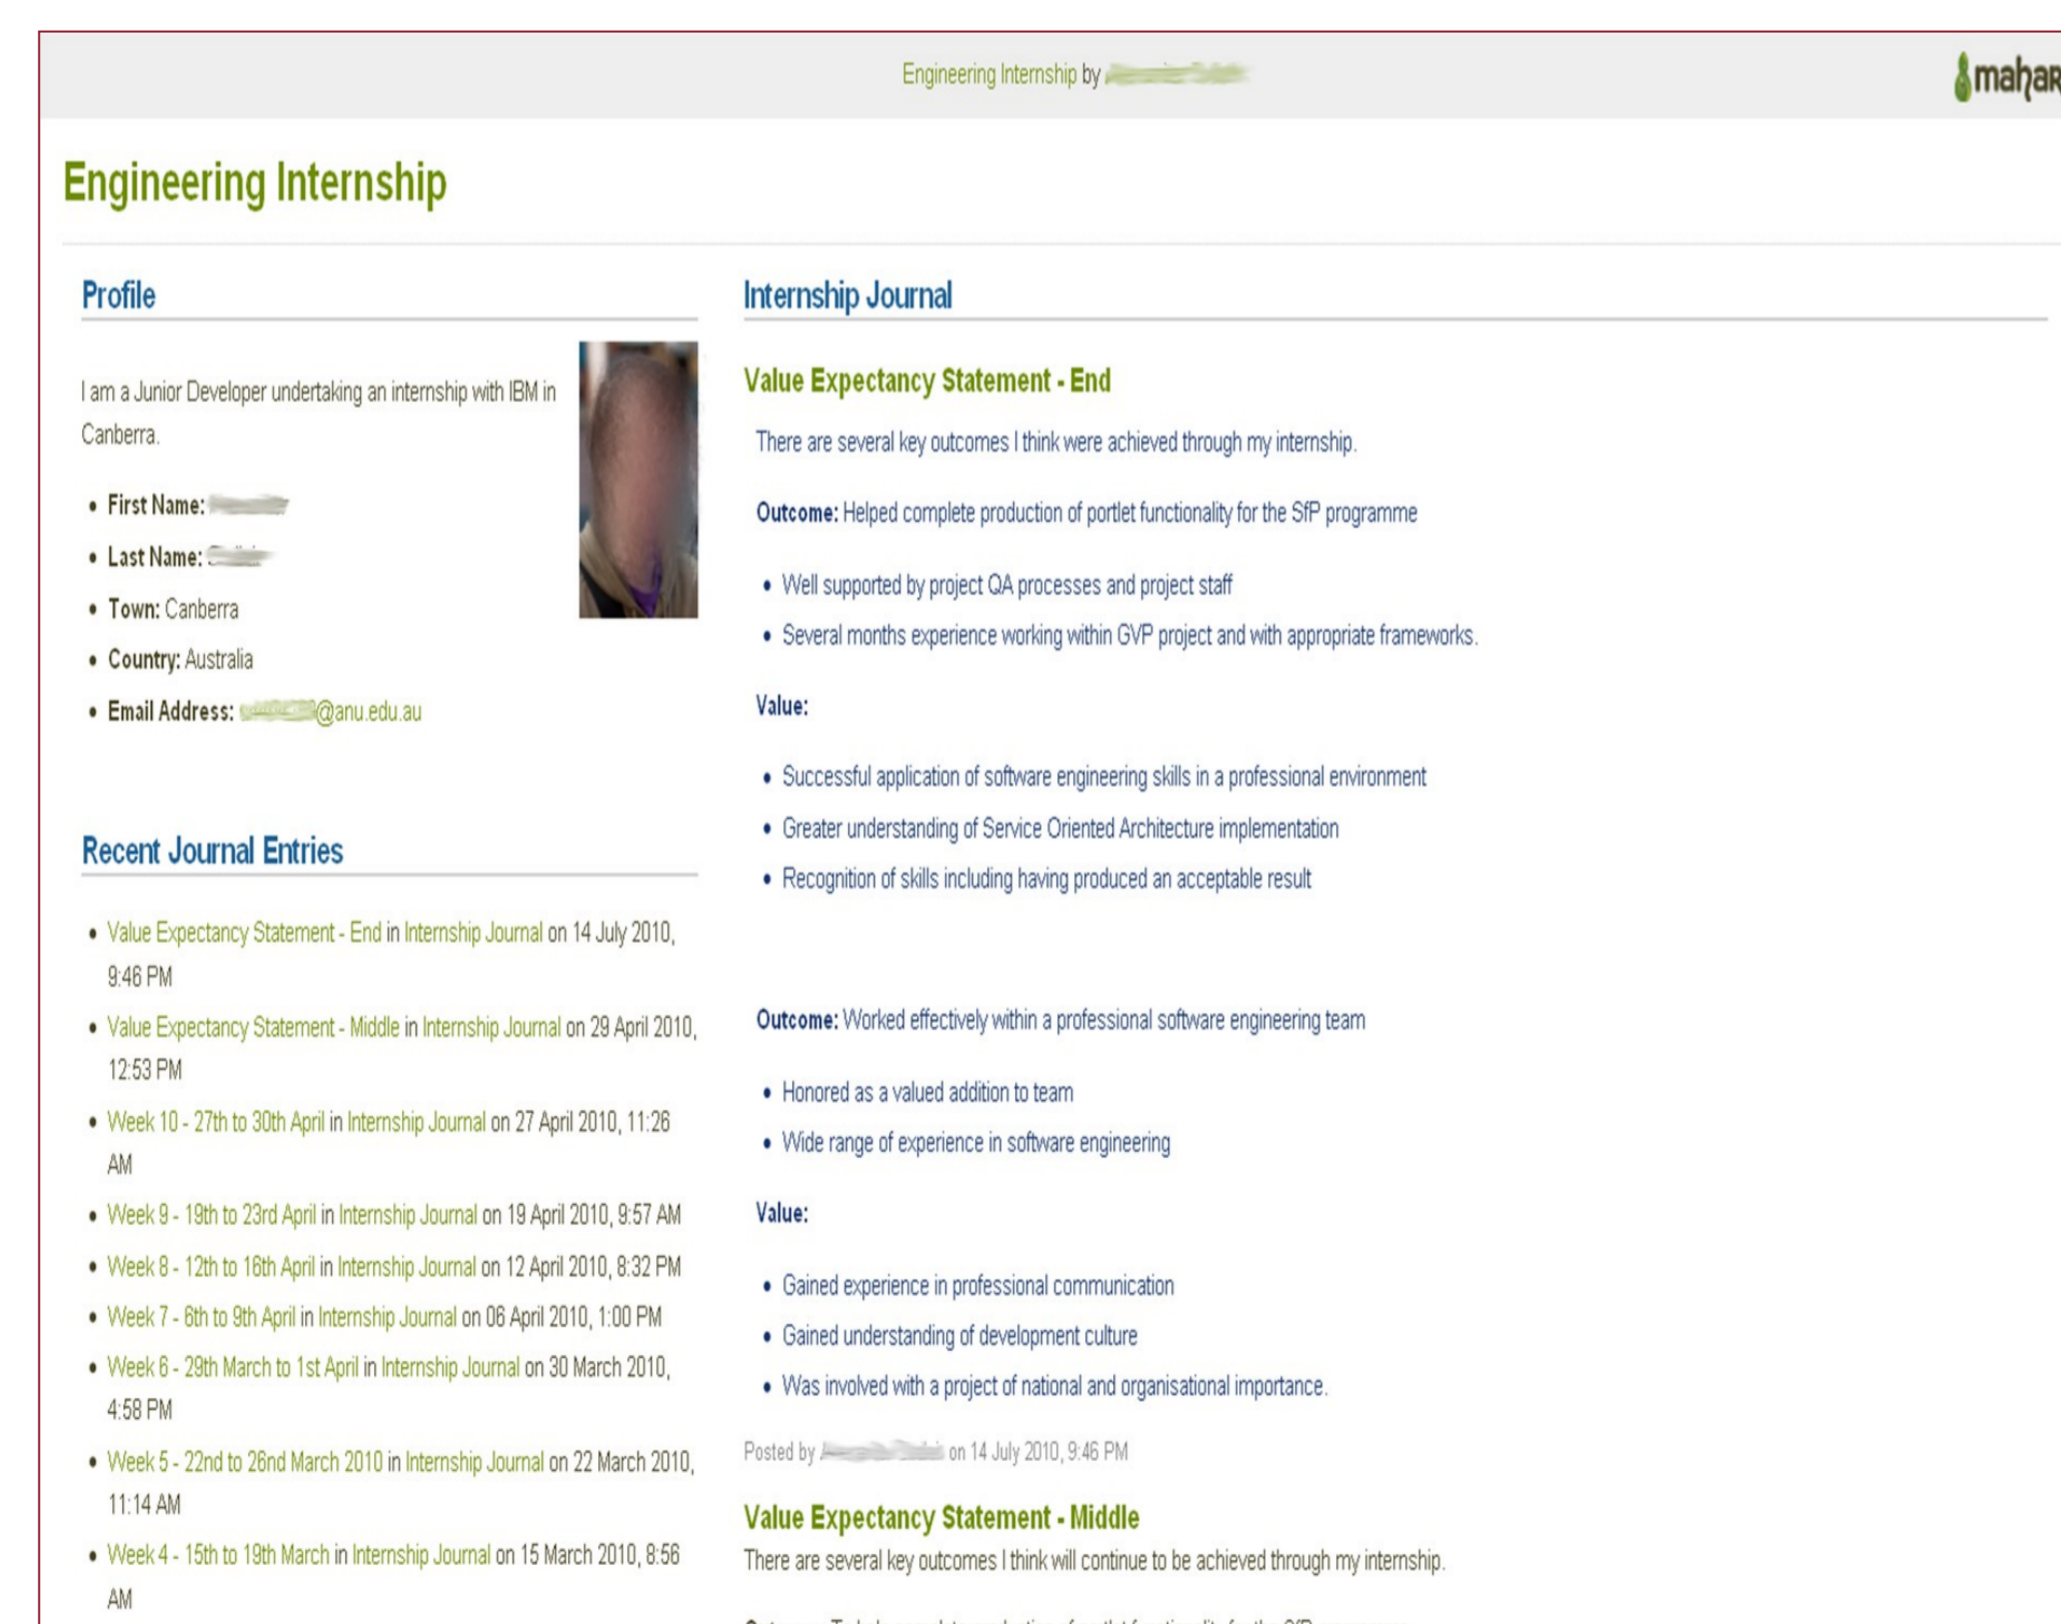 Engineering Internship by
mahar
Engineering Internship
Profile
I am a Junior Developer undertaking an internship with IBM in
Canberra.
• First Name:
• Last Name:
• Town: Canberra
• Country: Australia
• Email Address: @anu.edu.au
Recent Journal Entries
• Value Expectancy Statement - End in Internship Journal on 14 July 2010,
9:46 PM
• Value Expectancy Statement - Middle in Internship Journal on 29 April 2010,
12:53 PM
• Week 10 - 27th to 30th April in Internship Journal on 27 April 2010, 11:26
AM
• Week 9 - 19th to 23rd April in Internship Journal on 19 April 2010, 9:57 AM
• Week 8 - 12th to 16th April in Internship Journal on 12 April 2010, 8:32 PM
• Week 7 - 6th to 9th April in Internship Journal on 06 April 2010, 1:00 PM
• Week 6 - 29th March to 1st April in Internship Journal on 30 March 2010,
4:58 PM
• Week 5 - 22nd to 26nd March 2010 in Internship Journal on 22 March 2010,
11:14 AM
• Week 4 - 15th to 19th March in Internship Journal on 15 March 2010, 8:56
AM
Internship Journal
Value Expectancy Statement - End
There are several key outcomes I think were achieved through my internship.
Outcome: Helped complete production of portlet functionality for the SfP programme
• Well supported by project QA processes and project staff
• Several months experience working within GVP project and with appropriate frameworks.
Value:
• Successful application of software engineering skills in a professional environment
• Greater understanding of Service Oriented Architecture implementation
• Recognition of skills including having produced an acceptable result
Outcome: Worked effectively within a professional software engineering team
• Honored as a valued addition to team
• Wide range of experience in software engineering
Value:
• Gained experience in professional communication
• Gained understanding of development culture
• Was involved with a project of national and organisational importance.
Posted by on 14 July 2010, 9:46 PM
Value Expectancy Statement - Middle
There are several key outcomes I think will continue to be achieved through my internship.